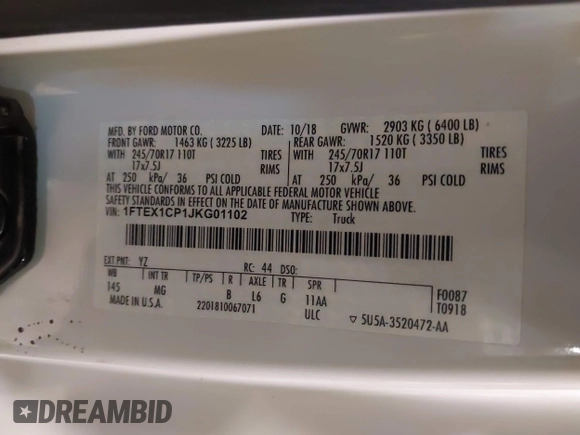 MFD. BY FORD MOTOR CO.
DATE: 10/18 GVWR: 2903 KG ( 6400 LB)
FRONT GAWR: 1463 KG ( 3225 LB) REAR GAWR: 1520 KG ( 3350 LB)
WITH 245/70R17 110T TIRES WITH 245/70R17 110T TIRES
17x7.5J RIMS 17x7.5J RIMS
AT 250 kPa/ 36 PSI COLD AT 250 kPa/ 36 PSI COLD
THIS VEHICLE CONFORMS TO ALL APPLICABLE FEDERAL MOTOR VEHICLE
SAFETY STANDARDS IN EFFECT ON THE DATE OF MANUFACTURE SHOWN ABOVE.
VIN: 1FTEX1CP1JKG01102 TYPE: Truck
EXT PNT: YZ RC: 44 DSO:
WB INT TR TP/PS R AXLE TR SPR
145 MG B L6 G 11AA F0087
MADE IN U.S.A. 2201810067071 ULC T0918
▽ 5U5A-3520472-AA
DREAMBID